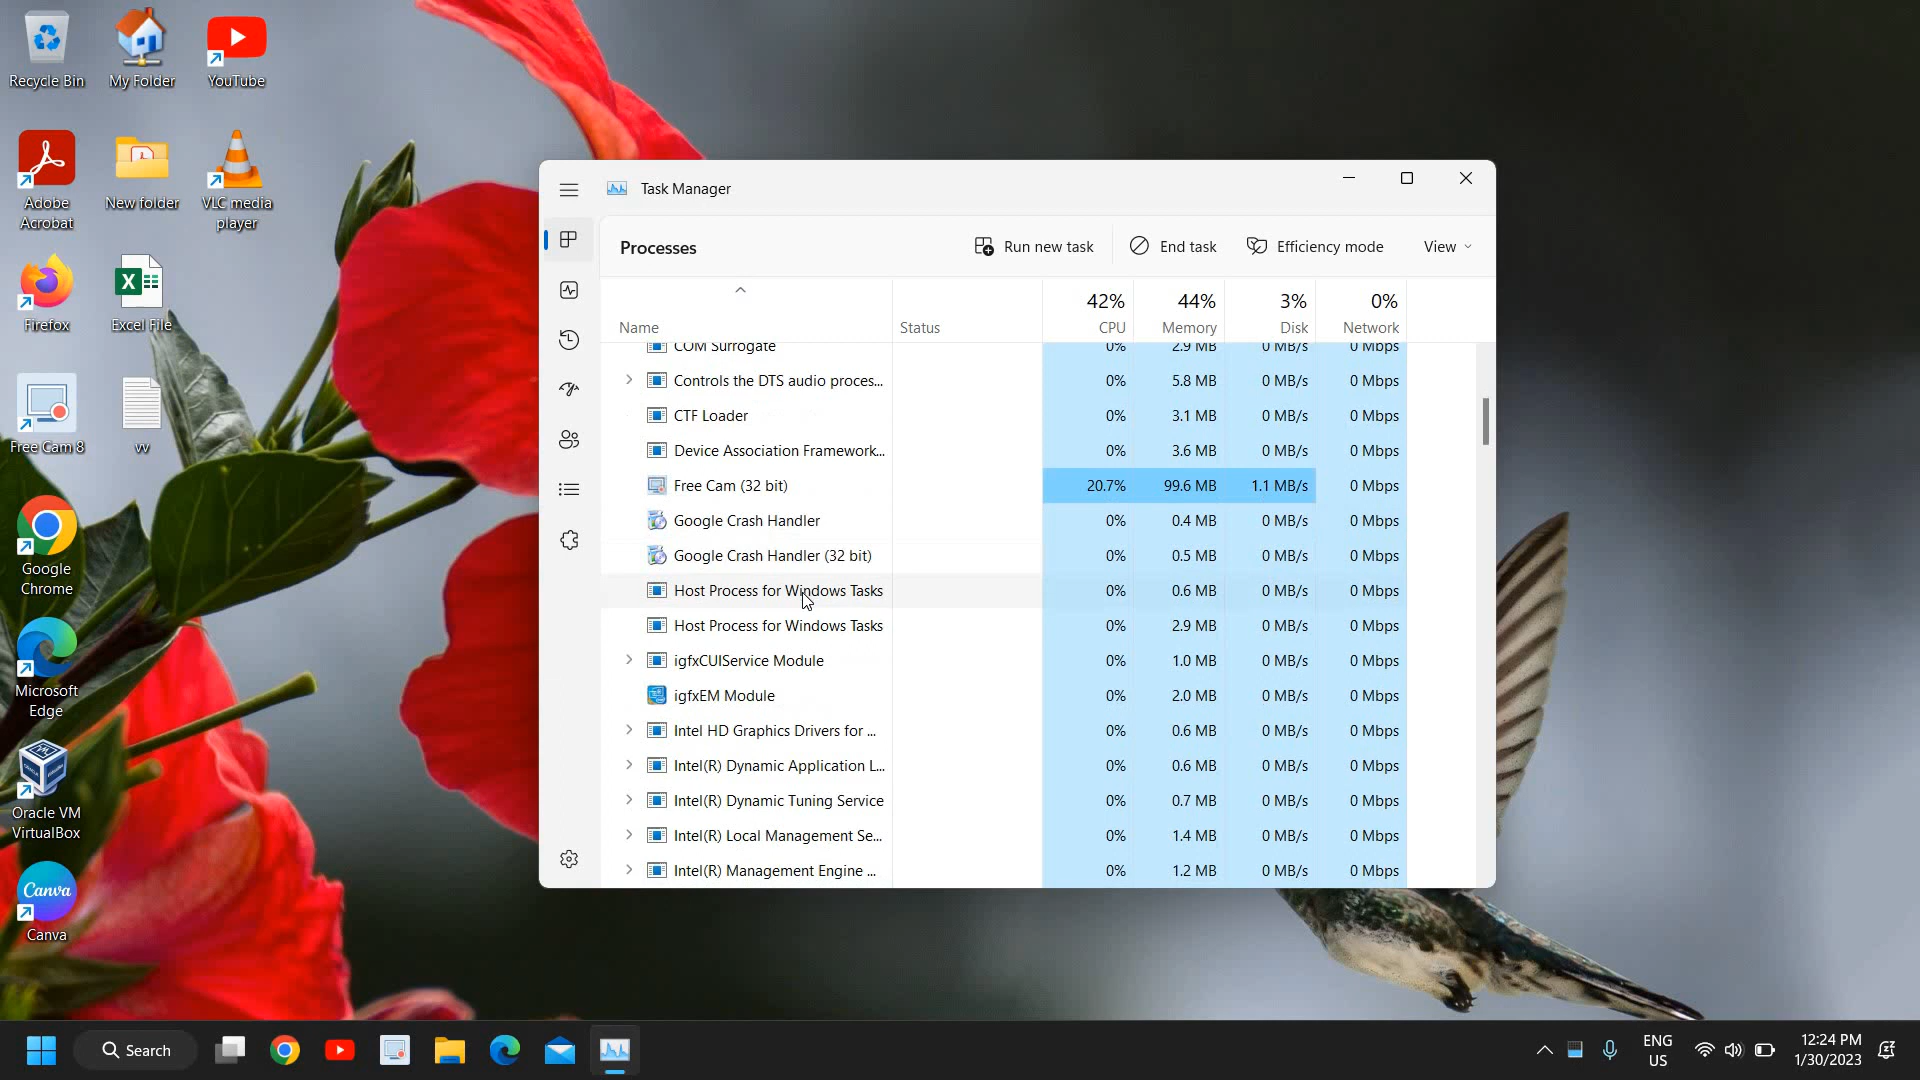 Recycle Bin
My Folder
YouTube
Adobe
Acrobat
New folder
VLC media
player
Firefox
Excel File
Free Cam 8
vv
Google
Chrome
Microsoft
Edge
Oracle VM
VirtualBox
Canva
Canva
Task Manager
Processes
Run new task
End task
Efficiency mode
View
42% 44% 3% 0%
Name Status CPU Memory Disk Network
COM Surrogate 0% 2.9 MB 0 MB/s 0 Mbps
Controls the DTS audio proces... 0% 5.8 MB 0 MB/s 0 Mbps
CTF Loader 0% 3.1 MB 0 MB/s 0 Mbps
Device Association Framework... 0% 3.6 MB 0 MB/s 0 Mbps
Free Cam (32 bit) 20.7% 99.6 MB 1.1 MB/s 0 Mbps
Google Crash Handler 0% 0.4 MB 0 MB/s 0 Mbps
Google Crash Handler (32 bit) 0% 0.5 MB 0 MB/s 0 Mbps
Host Process for Windows Tasks 0% 0.6 MB 0 MB/s 0 Mbps
Host Process for Windows Tasks 0% 2.9 MB 0 MB/s 0 Mbps
igfxCUIService Module 0% 1.0 MB 0 MB/s 0 Mbps
igfxEM Module 0% 2.0 MB 0 MB/s 0 Mbps
Intel HD Graphics Drivers for ... 0% 0.6 MB 0 MB/s 0 Mbps
Intel(R) Dynamic Application L... 0% 0.6 MB 0 MB/s 0 Mbps
Intel(R) Dynamic Tuning Service 0% 0.7 MB 0 MB/s 0 Mbps
Intel(R) Local Management Se... 0% 1.4 MB 0 MB/s 0 Mbps
Intel(R) Management Engine ... 0% 1.2 MB 0 MB/s 0 Mbps
Search
ENG
US
12:24 PM
1/30/2023